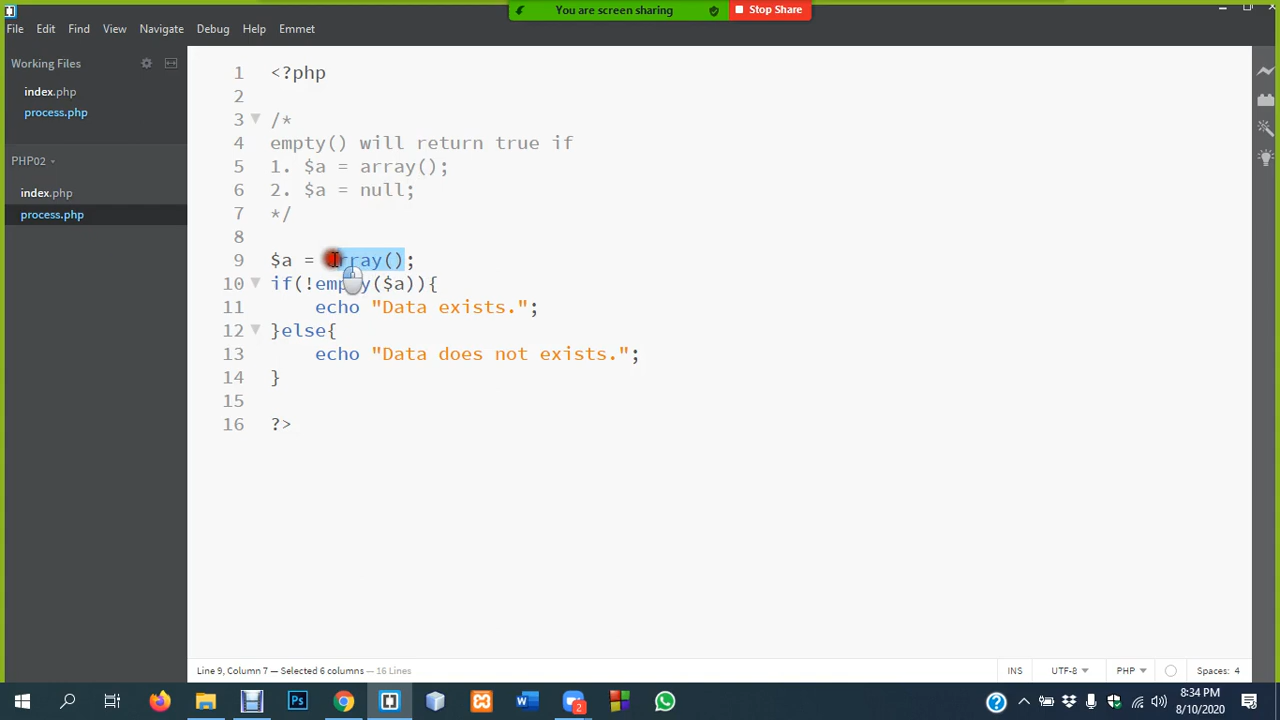 You are screen sharing
Stop Share
File Edit Find View Navigate Debug Help Emmet
Working Files
index.php
process.php
PHP02
index.php
process.php
1 <?php
2
3 /*
4 empty() will return true if
5 1. $a = array();
6 2. $a = null;
7 */
8
9 $a = array();
10 if(!empty($a)){
11 echo "Data exists.";
12 }else{
13 echo "Data does not exists.";
14 }
15
16 ?>
Line 9, Column 7 — Selected 6 columns — 16 Lines
INS UTF-8 PHP Spaces: 4
Ps
W
2
8:34 PM
8/10/2020